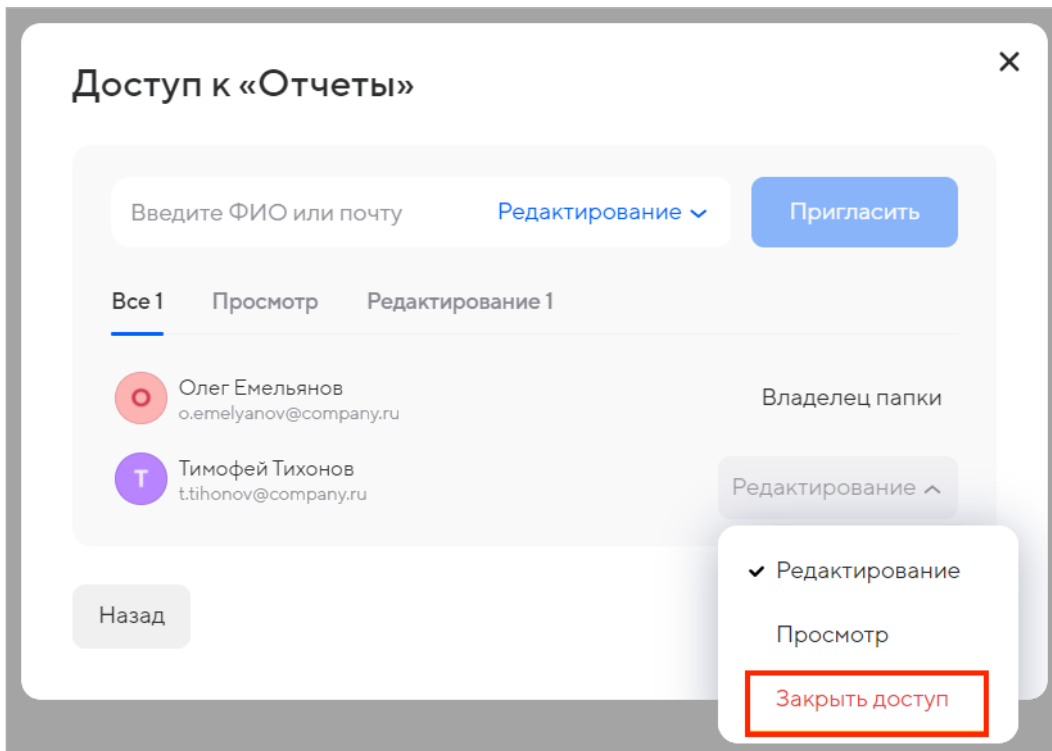 Доступ к «Отчеты»
Введите ФИО или почту Редактирование Пригласить
Все 1 Просмотр Редактирование 1
О Олег Емельянов
o.emelyanov@company.ru Владелец папки
Т Тимофей Тихонов
t.tihonov@company.ru Редактирование
Редактирование
Просмотр
Закрыть доступ
Назад